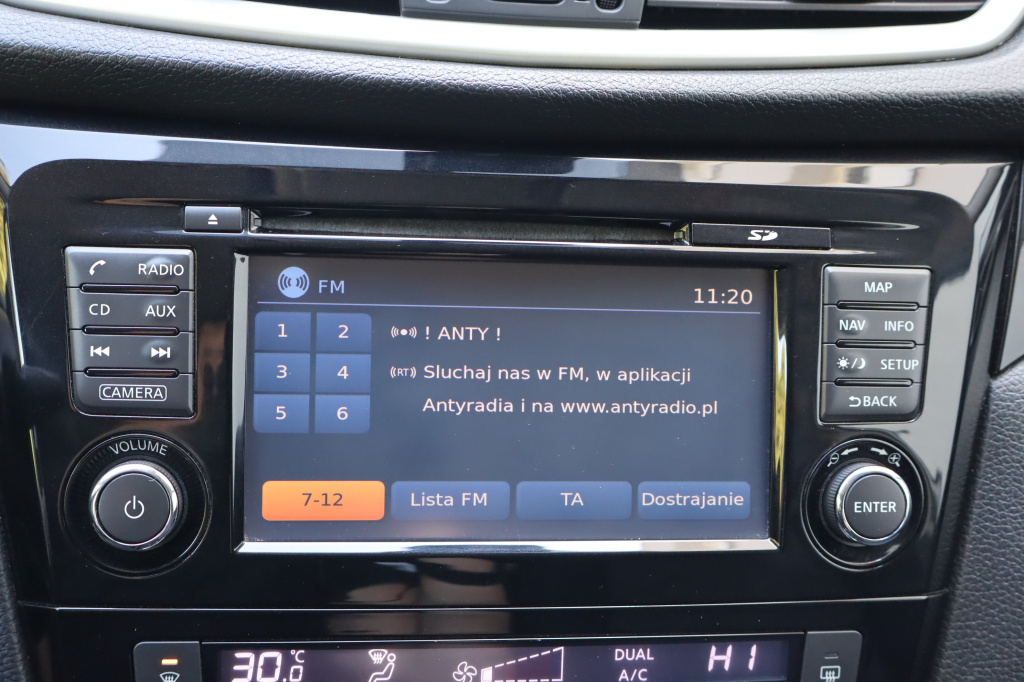 SD
RADIO
CD AUX
CAMERA
VOLUME
FM
11:20
1 2
3 4
5 6
! ANTY !
(RT) Sluchaj nas w FM, w aplikacji
Antyradia i na www.antyradio.pl
7-12 Lista FM TA Dostrajanie
MAP
NAV INFO
SETUP
BACK
ENTER
30.0 °C
DUAL
A/C
HI